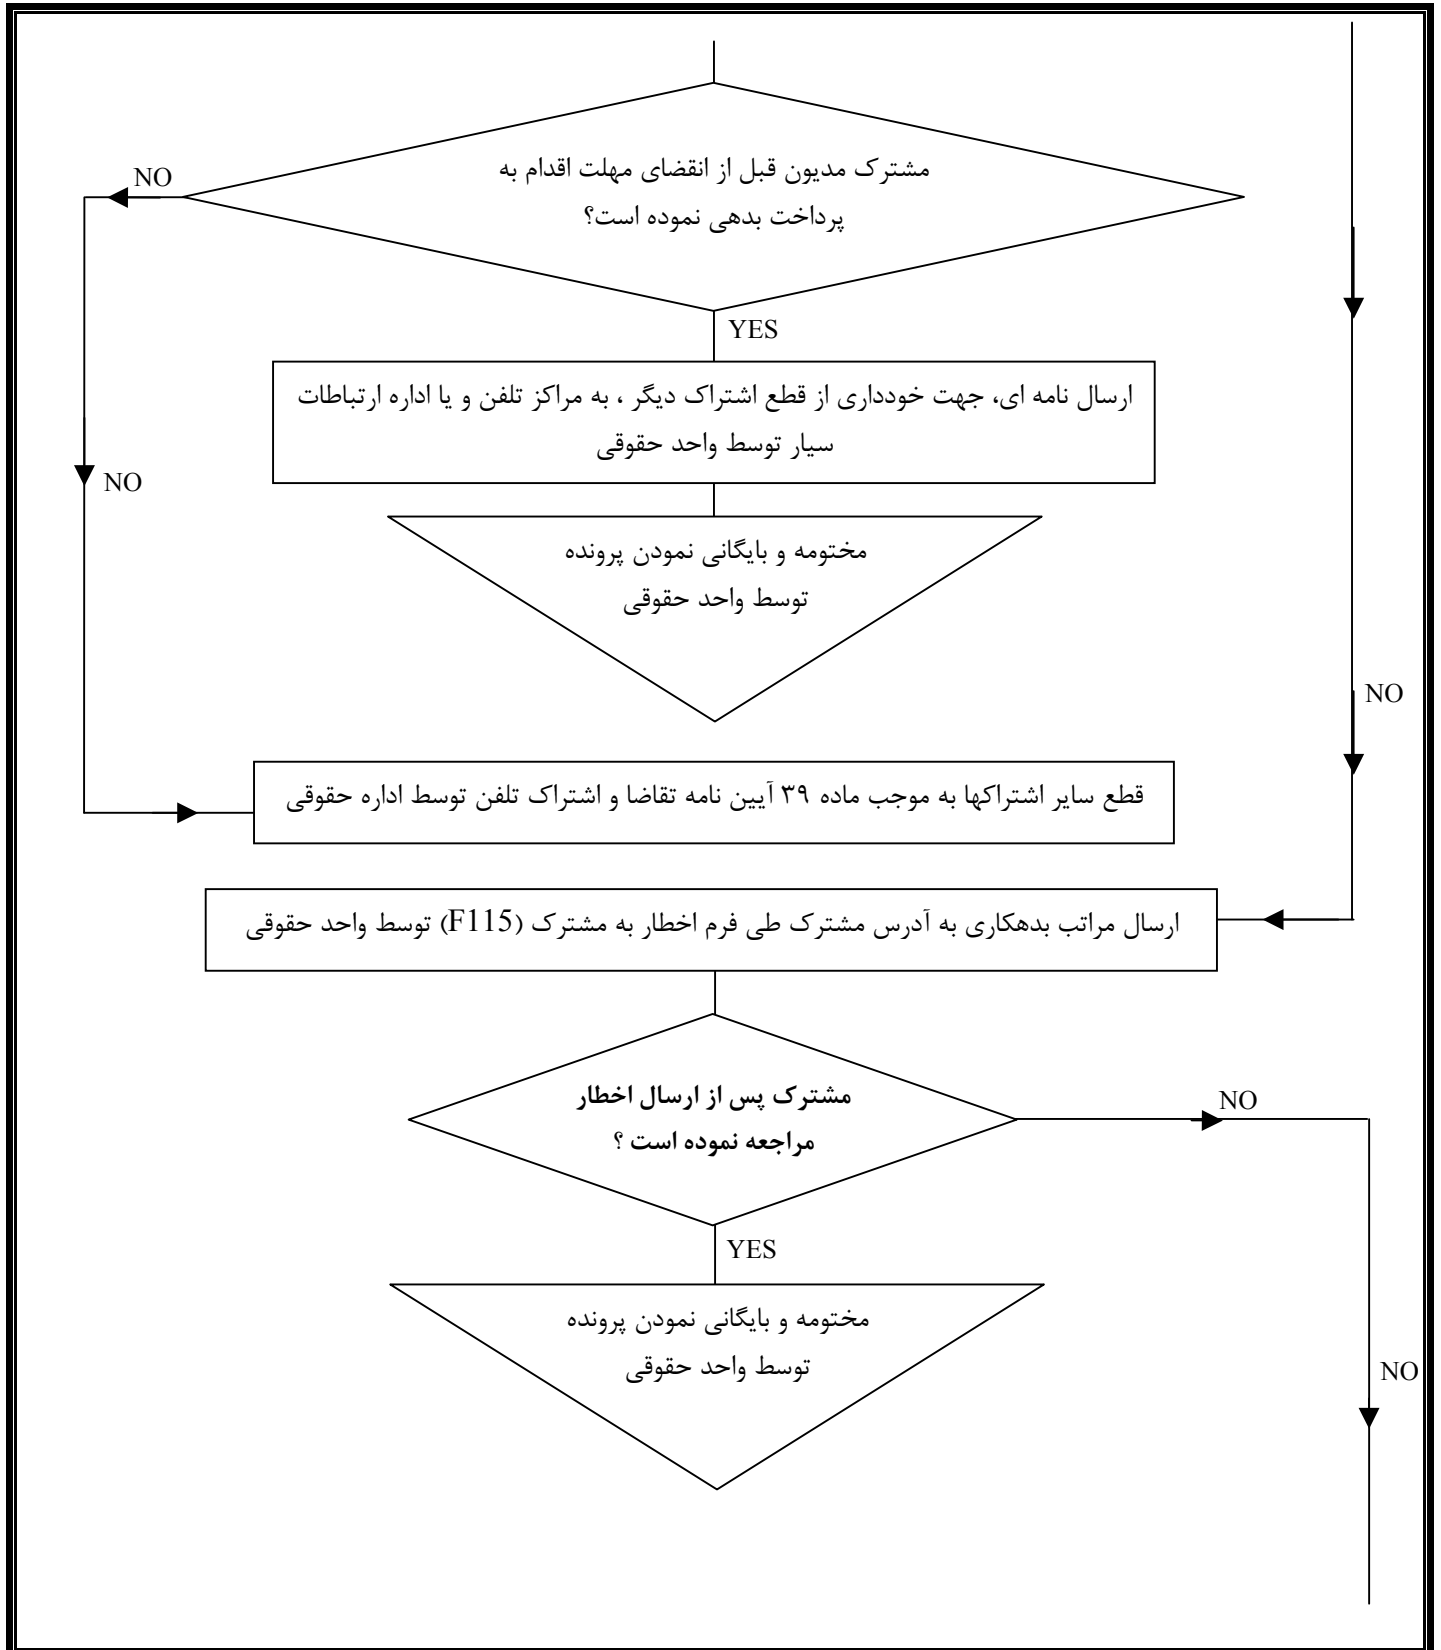 مشترک مدیون قبل از انقضای مهلت اقدام به
پرداخت بدهی نموده است؟
NO
YES
ارسال نامه ای، جهت خودداری از قطع اشتراک دیگر ، به مراکز تلفن و یا اداره ارتباطات
سیار توسط واحد حقوقی
NO
مختومه و بایگانی نمودن پرونده
توسط واحد حقوقی
NO
قطع سایر اشتراکها به موجب ماده ۳۹ آیین نامه تقاضا و اشتراک تلفن توسط اداره حقوقی
ارسال مراتب بدهکاری به آدرس مشترک طی فرم اخطار به مشترک (F115) توسط واحد حقوقی
مشترک پس از ارسال اخطار
مراجعه نموده است ؟
NO
YES
مختومه و بایگانی نمودن پرونده
توسط واحد حقوقی
NO